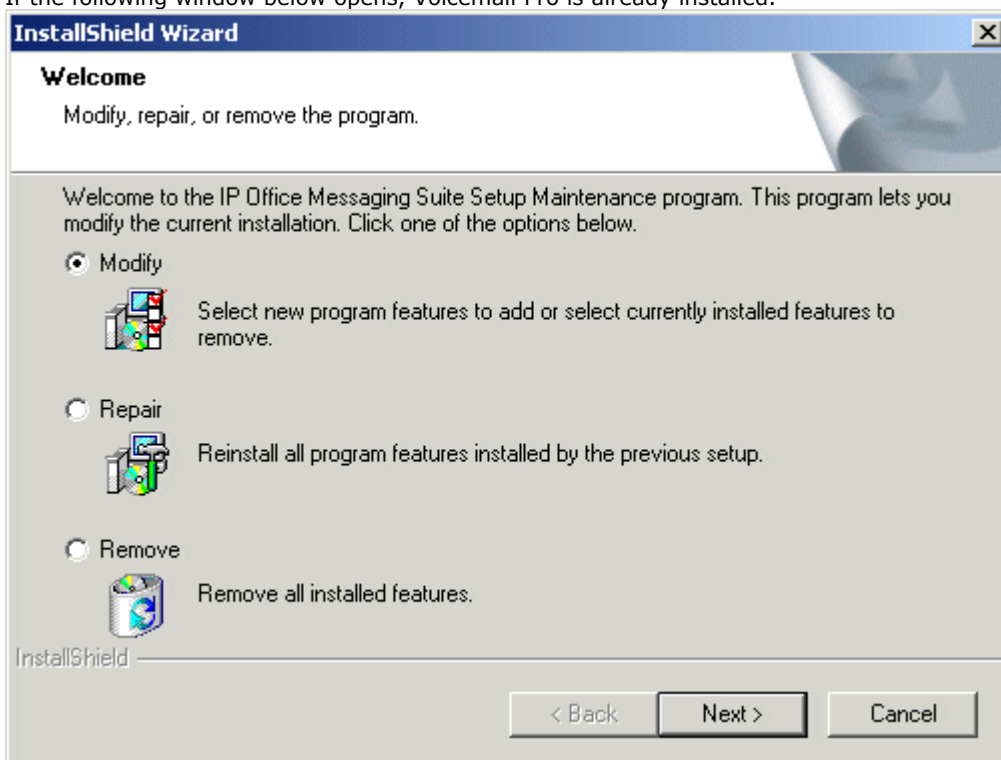 If the following window below opens, Voicemail Pro is already installed.
InstallShield Wizard
Welcome
Modify, repair, or remove the program.
Welcome to the IP Office Messaging Suite Setup Maintenance program. This program lets you
modify the current installation. Click one of the options below.
Modify
Select new program features to add or select currently installed features to
remove.
Repair
Reinstall all program features installed by the previous setup.
Remove
Remove all installed features.
InstallShield
< Back
Next >
Cancel